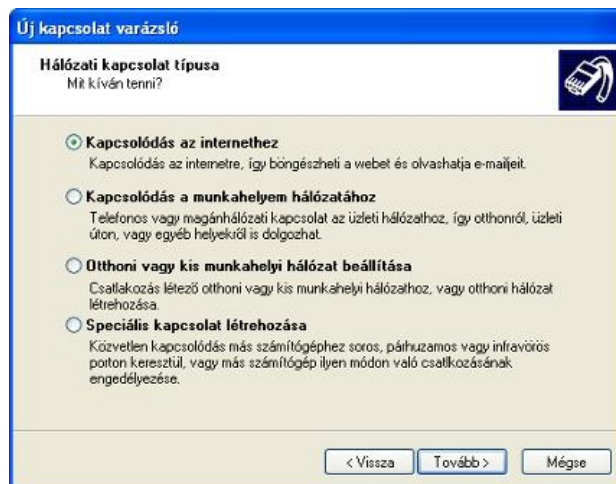 Új kapcsolat varázsló
Hálózati kapcsolat típusa
Mit kíván tenni?
Kapcsolódás az internethez
Kapcsolódás az internetre, így böngészheti a webet és olvashatja e-mailjeit.
Kapcsolódás a munkahelyem hálózatához
Telefonos vagy magánhálózati kapcsolat az üzleti hálózathoz, így otthonról, üzleti
úton, vagy egyéb helyekről is dolgozhat.
Otthoni vagy kis munkahelyi hálózat beállítása
Csatlakozás létező otthoni vagy kis munkahelyi hálózathoz, vagy otthoni hálózat
létrehozása.
Speciális kapcsolat létrehozása
Közvetlen kapcsolódás más számítógéphez soros, párhuzamos vagy infravörös
porton keresztül, vagy más számítógép ilyen módon való csatlkozásának
engedélyezése.
< Vissza
Tovább >
Mégse